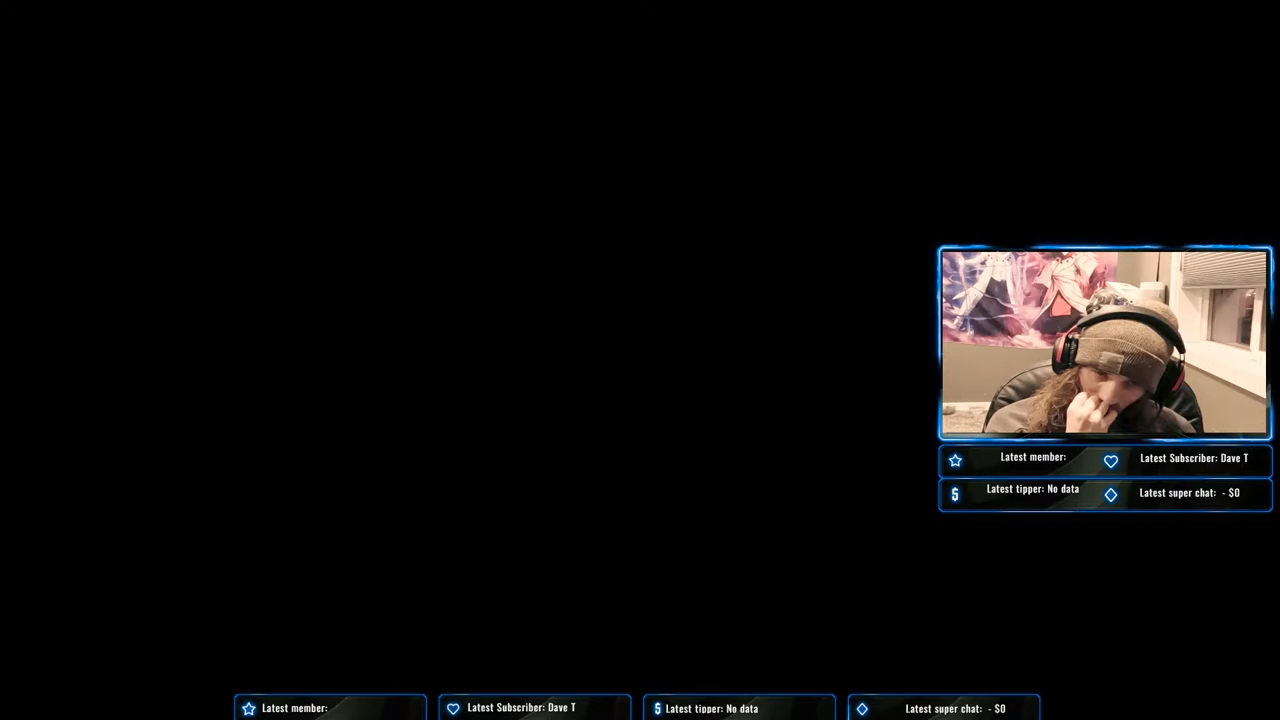 Latest member:
Latest Subscriber: Dave T
Latest tipper: No data
Latest super chat:  - $0
Latest member:
Latest Subscriber: Dave T
Latest tipper: No data
Latest super chat:  - $0